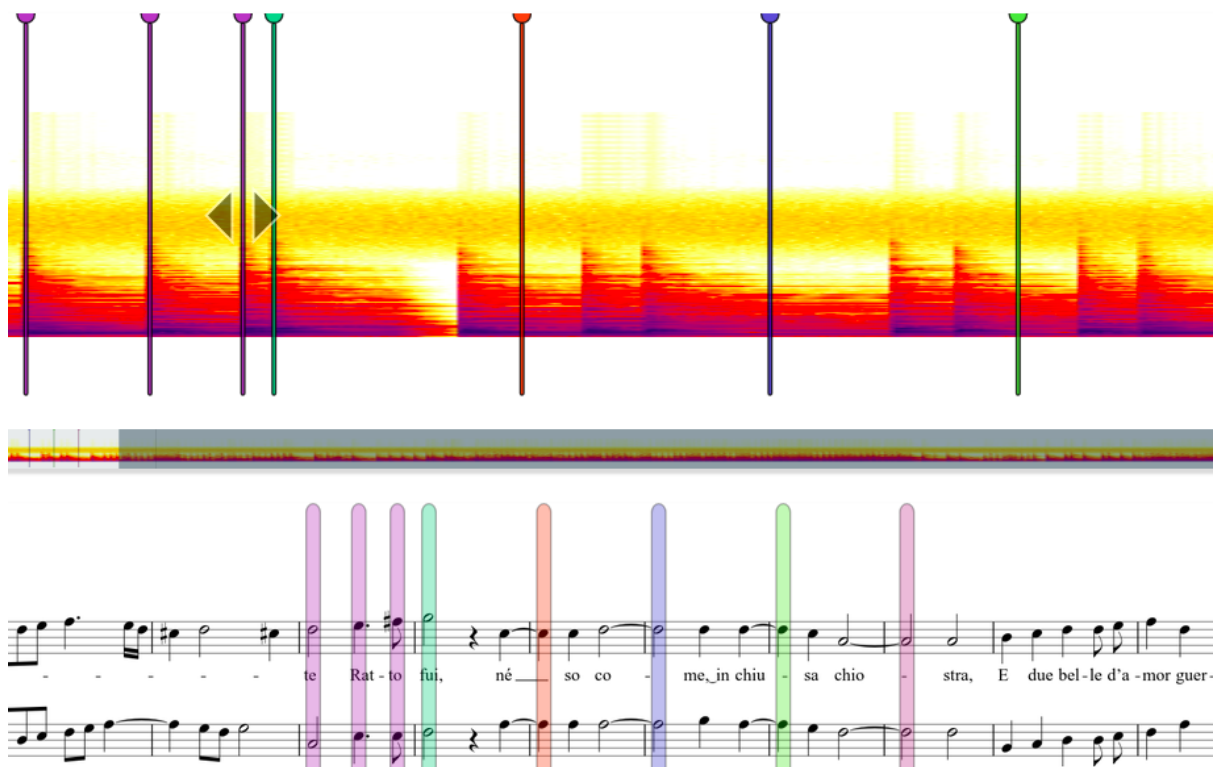 - - - - - te Rat - to fui, né so co - me, in chiu - sa chio - stra, E due bel - le d'a - mor guer -